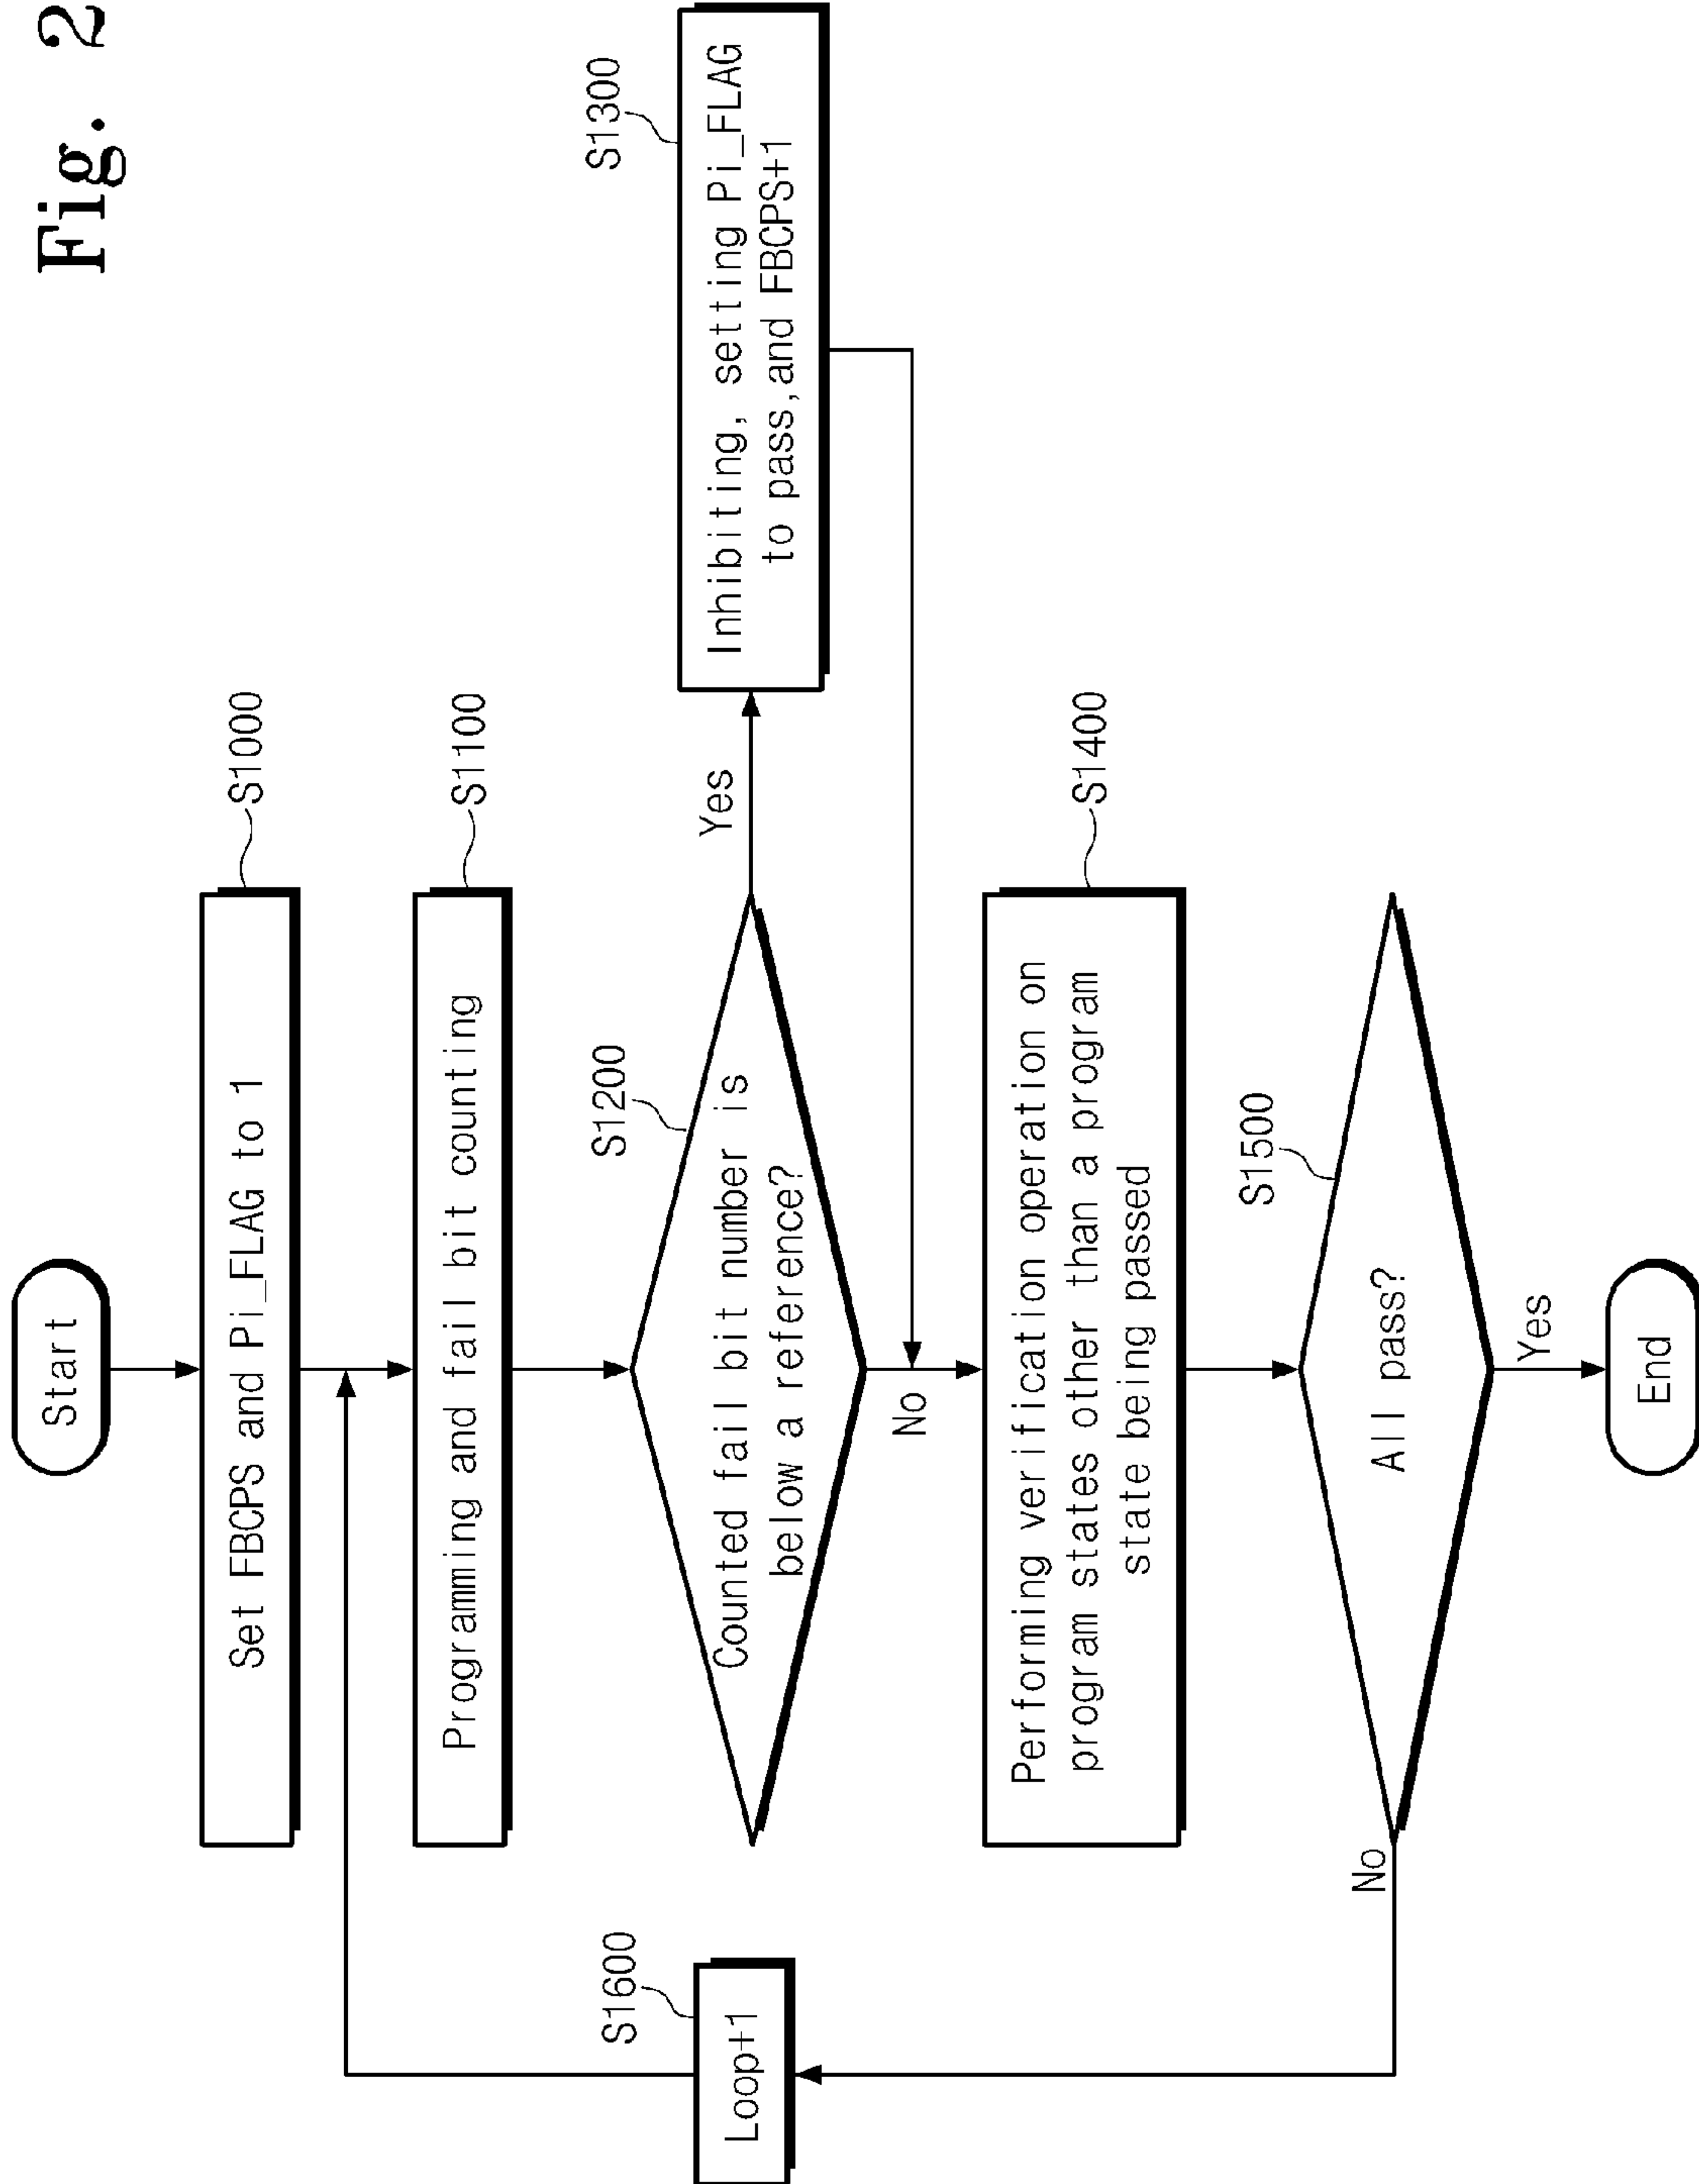 Fig. 2
Start
Set FBCPS and Pi_FLAG to 1
S1000
Programming and fail bit counting
S1100
Counted fail bit number is
below a reference?
S1200
Yes
Inhibiting, setting Pi_FLAG
to pass,and FBCPS+1
S1300
No
Performing verification operation on
program states other than a program
state being passed
S1400
All pass?
S1500
No
Loop+1
S1600
Yes
End